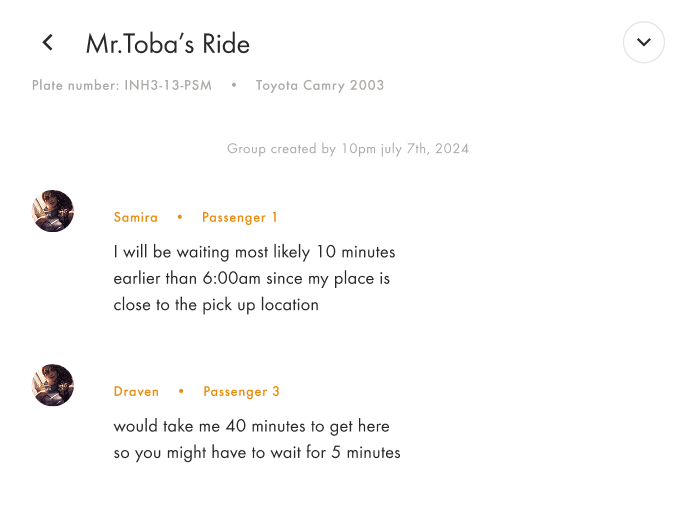 Mr.Toba’s Ride
Plate number: INH3-13-PSM • Toyota Camry 2003
Group created by 10pm july 7th, 2024
Samira • Passenger 1
I will be waiting most likely 10 minutes
earlier than 6:00am since my place is
close to the pick up location
Draven • Passenger 3
would take me 40 minutes to get here
so you might have to wait for 5 minutes